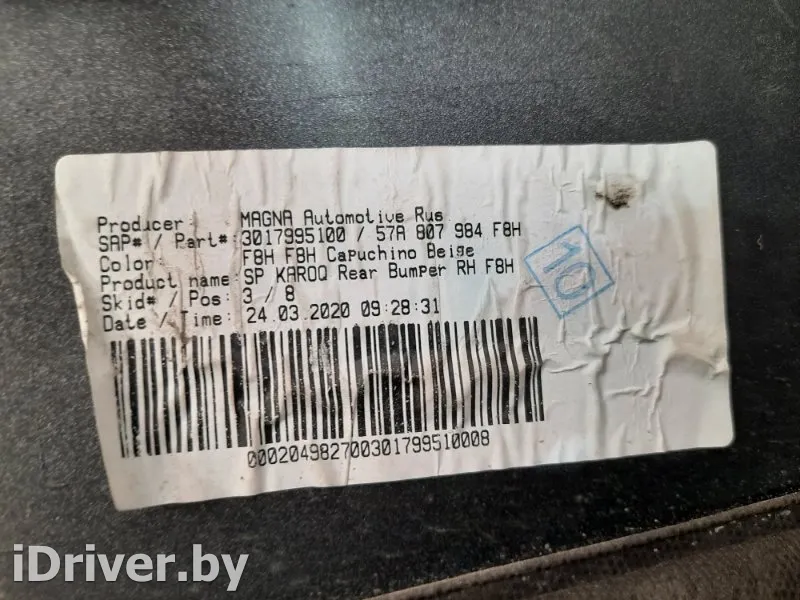 Producer: MAGNA Automotive Rus
SAP# / Part#: 3017995100 / 57A 807 984 F8H
Color: F8H F8H Capuchino Beige
Product name: SP KAROQ Rear Bumper RH F8H
Skid# / Pos: 3 / 8
Date / Time: 24.03.2020 09:28:31
10
000204982700301799510008
iDriver.by